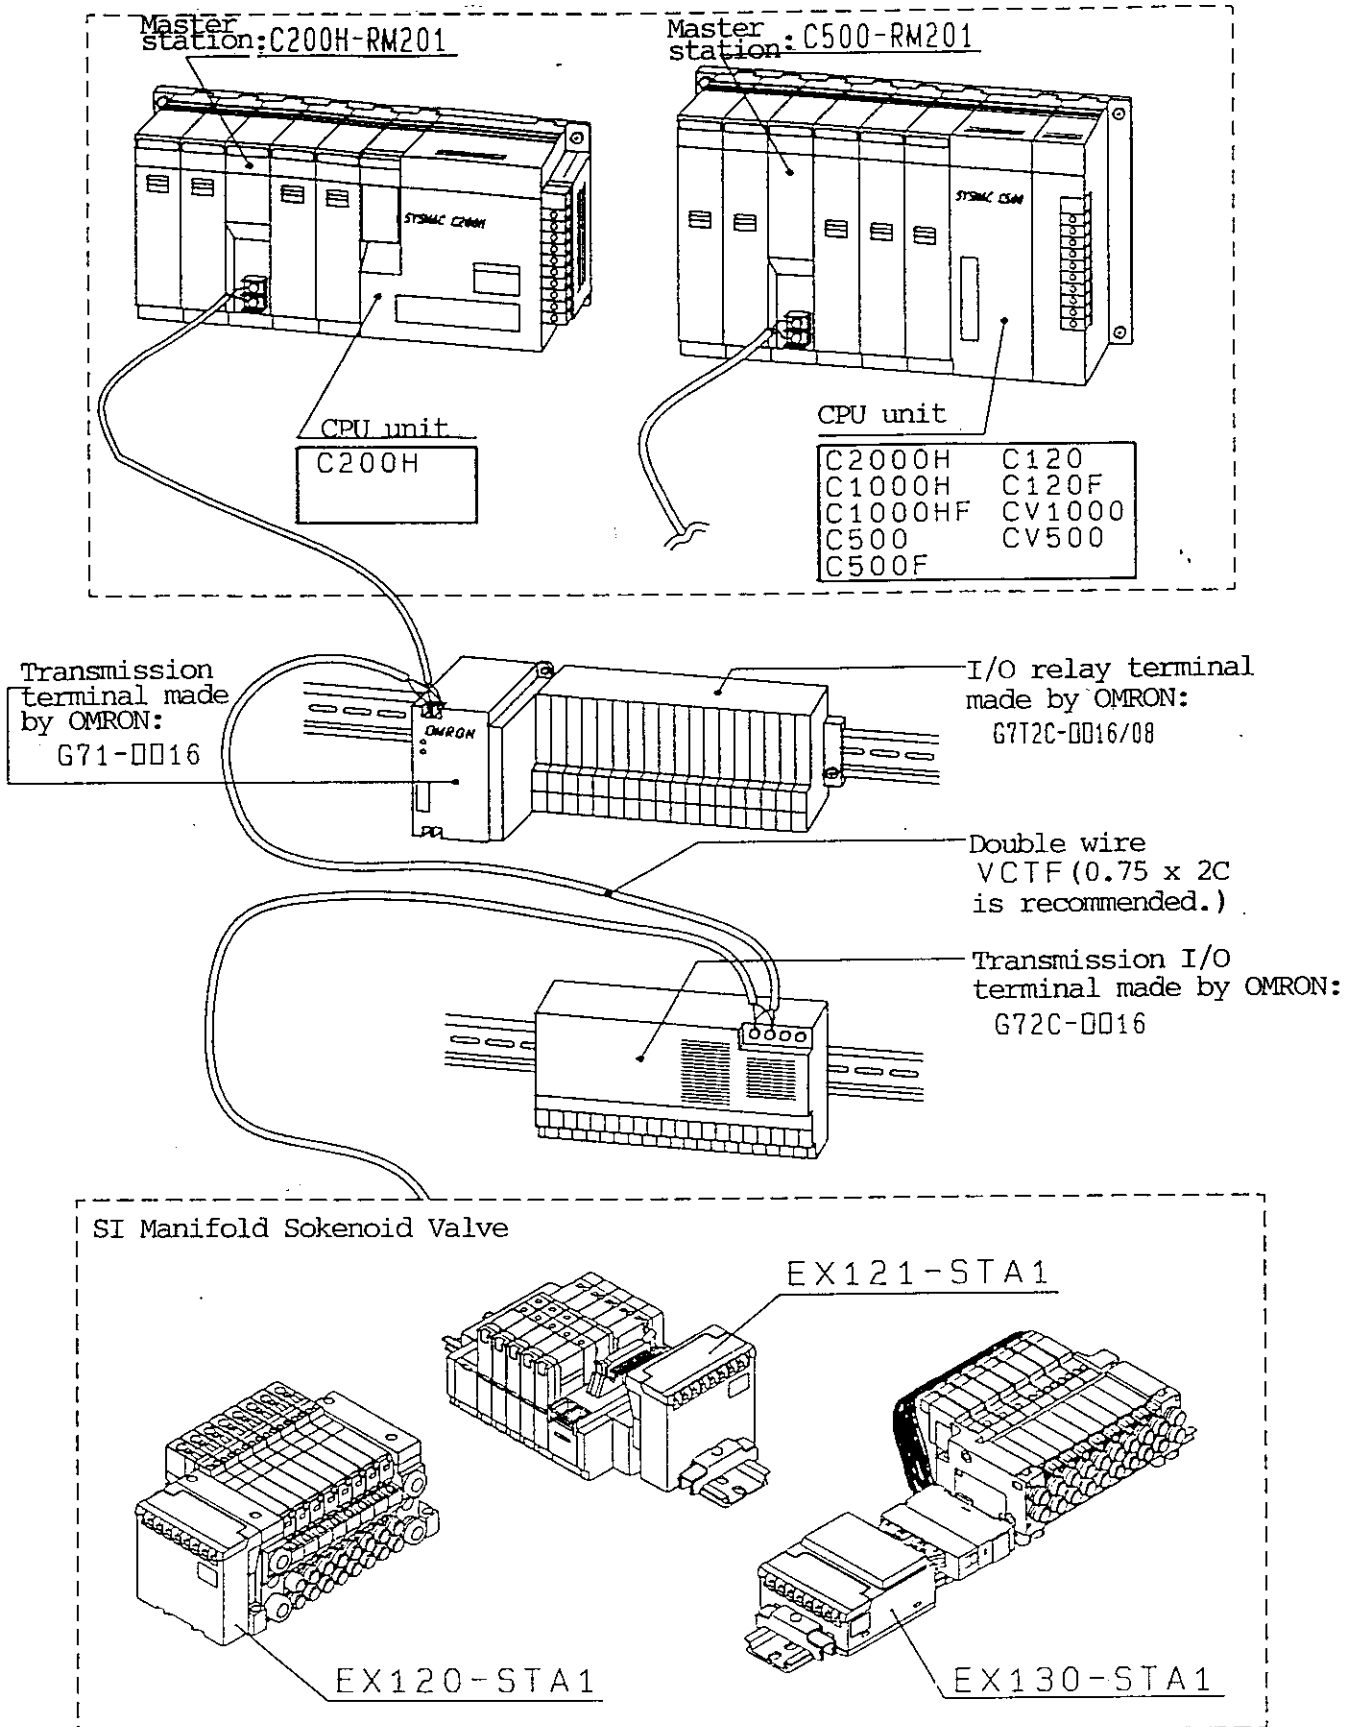 Master
station: C200H-RM201
Master
station: C500-RM201
SYSMAC C200H
SYSMAC C500
CPU unit
C200H
CPU unit
C2000H C120
C1000H C120F
C1000HF CV1000
C500 CV500
C500F
Transmission
terminal made
by OMRON:
G71-□□16
OMRON
I/O relay terminal
made by OMRON:
G7T2C-□□16/08
Double wire
VCTF(0.75 x 2C
is recommended.)
Transmission I/O
terminal made by OMRON:
G72C-□□16
SI Manifold Sokenoid Valve
EX121-STA1
EX120-STA1
EX130-STA1